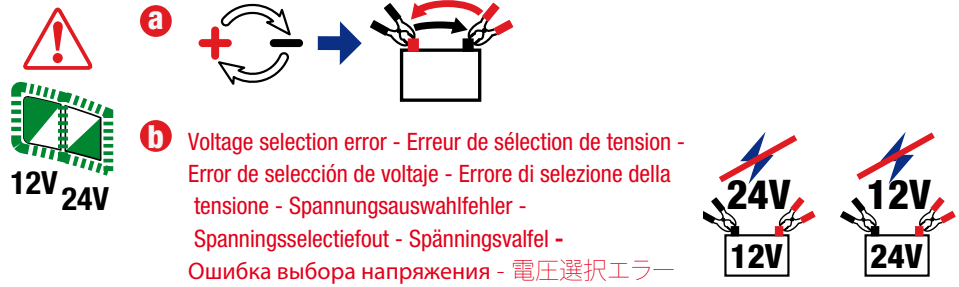 a
12V 24V
b
Voltage selection error - Erreur de sélection de tension -
Error de selección de voltaje - Errore di selezione della
tensione - Spannungsauswahlfehler -
Spanningsselectiefout - Spänningsvalfel -
Ошибка выбора напряжения - 電圧選択エラー
24V
12V
12V
24V